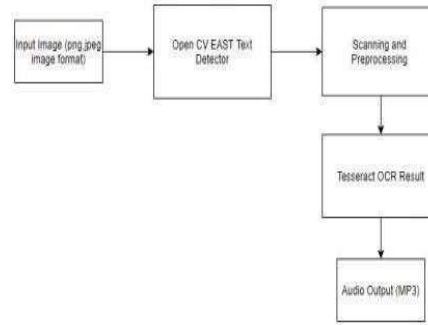 Input Image (png,jpeg
image format)
Open CV EAST Text
Detector
Scanning and
Preprocessing
Tesseract OCR Result
Audio Output (MP3)